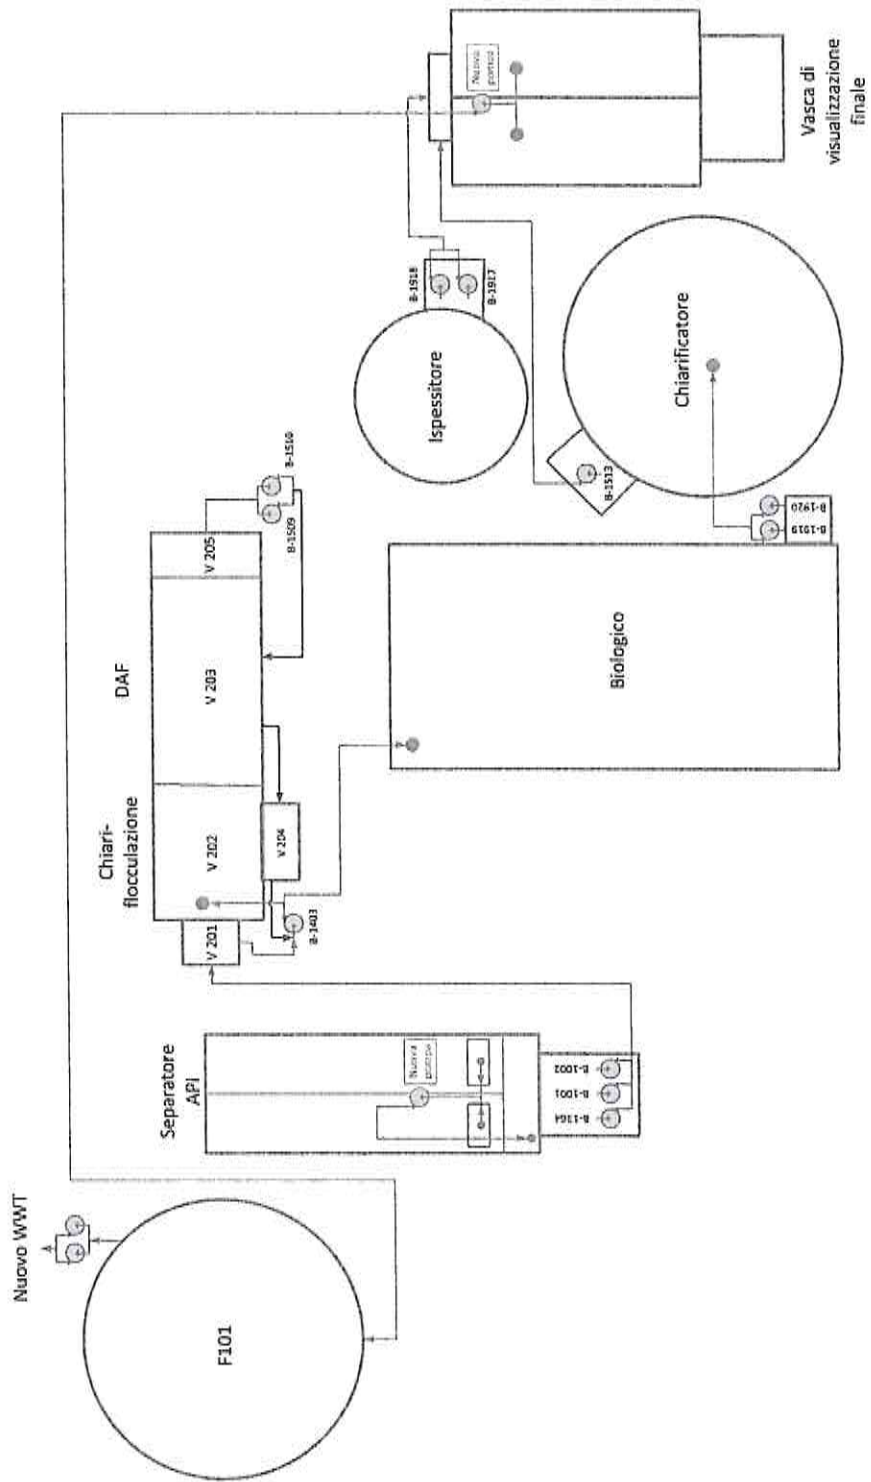 Nuovo WWT
F101
Separatore
API
Nuova
pompa
B-1364
B-1001
B-1002
Chiari-
flocculazione
DAF
V 201
V 202
V 203
V 205
V 204
B-1403
B-1509
B-1510
Biologico
B-1919
B-1920
Ispessitore
B-1918
B-1917
B-1513
Chiarificatore
Nuova
pompa
Vasca di
visualizzazione
finale